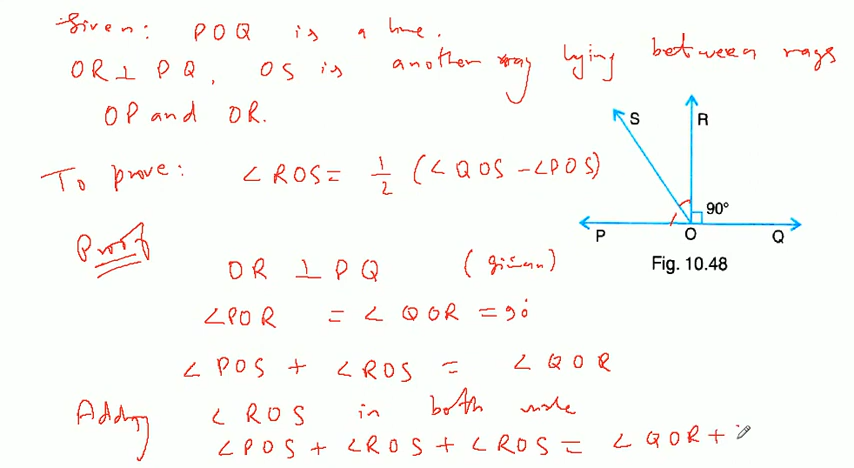 Given: POQ is a line.
OR ⊥ PQ, OS is another ray lying between rays
OP and OR.
To prove: ∠ROS = 1/2 (∠QOS - ∠POS)
S
R
90°
P
O
Q
Fig. 10.48
Proof
OR ⊥ PQ (given)
∠POR = ∠QOR = 90°
∠POS + ∠ROS = ∠QOR
Adding ∠ROS in both side
∠POS + ∠ROS + ∠ROS = ∠QOR +